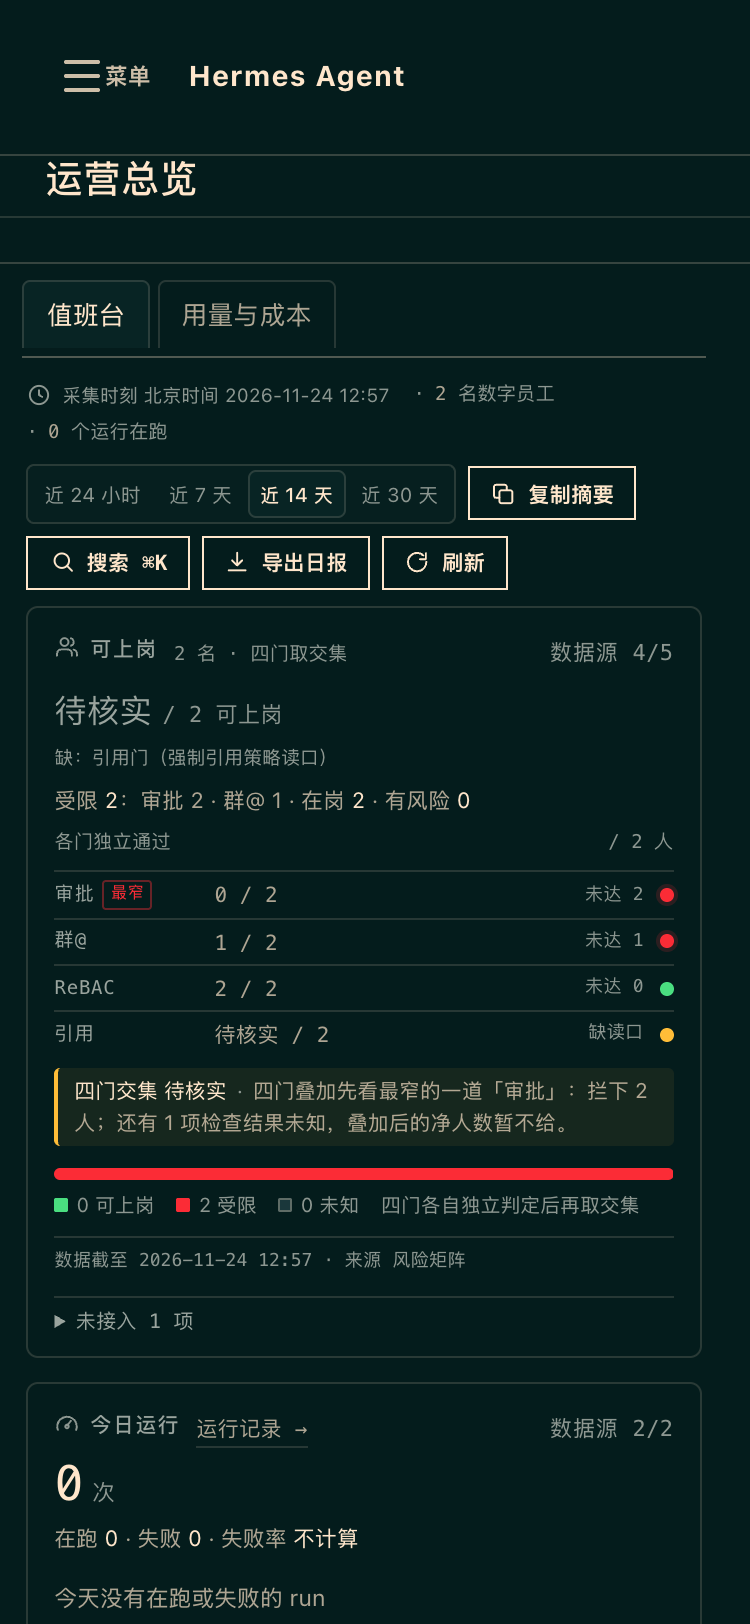 菜单 Hermes Agent
运营总览
值班台 用量与成本
采集时刻 北京时间 2026-11-24 12:57 · 2 名数字员工
· 0 个运行在跑
近 24 小时 近 7 天 近 14 天 近 30 天 复制摘要
搜索 ⌘K 导出日报 刷新
可上岗 2 名 · 四门取交集 数据源 4/5
待核实 / 2 可上岗
缺：引用门（强制引用策略读口）
受限 2：审批 2 · 群@ 1 · 在岗 2 · 有风险 0
各门独立通过 / 2 人
审批 最窄 0 / 2 未达 2
群@ 1 / 2 未达 1
ReBAC 2 / 2 未达 0
引用 待核实 / 2 缺读口
四门交集 待核实 · 四门叠加先看最窄的一道「审批」：拦下 2
人；还有 1 项检查结果未知，叠加后的净人数暂不给。
0 可上岗 2 受限 0 未知 四门各自独立判定后再取交集
数据截至 2026-11-24 12:57 · 来源 风险矩阵
▶ 未接入 1 项
今日运行 运行记录 → 数据源 2/2
0 次
在跑 0 · 失败 0 · 失败率 不计算
今天没有在跑或失败的 run